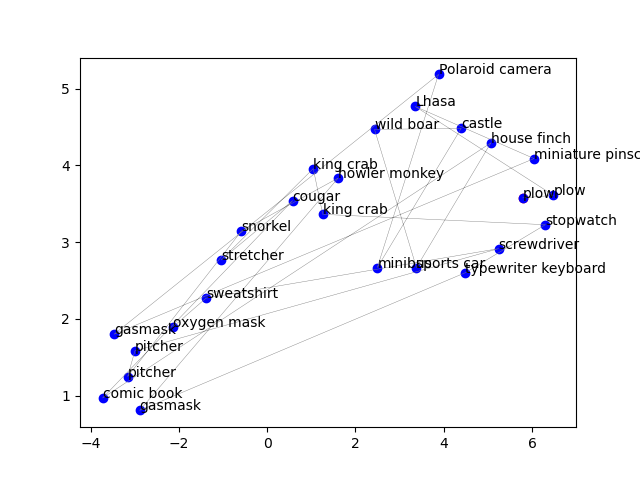 Polaroid camera
Lhasa
wild boar
castle
house finch
miniature pinsc
king crab
howler monkey
plow
plow
cougar
king crab
stopwatch
snorkel
screwdriver
stretcher
minibus
sports car
typewriter keyboard
sweatshirt
oxygen mask
gasmask
pitcher
pitcher
comic book
gasmask
5
4
3
2
1
−4
−2
0
2
4
6